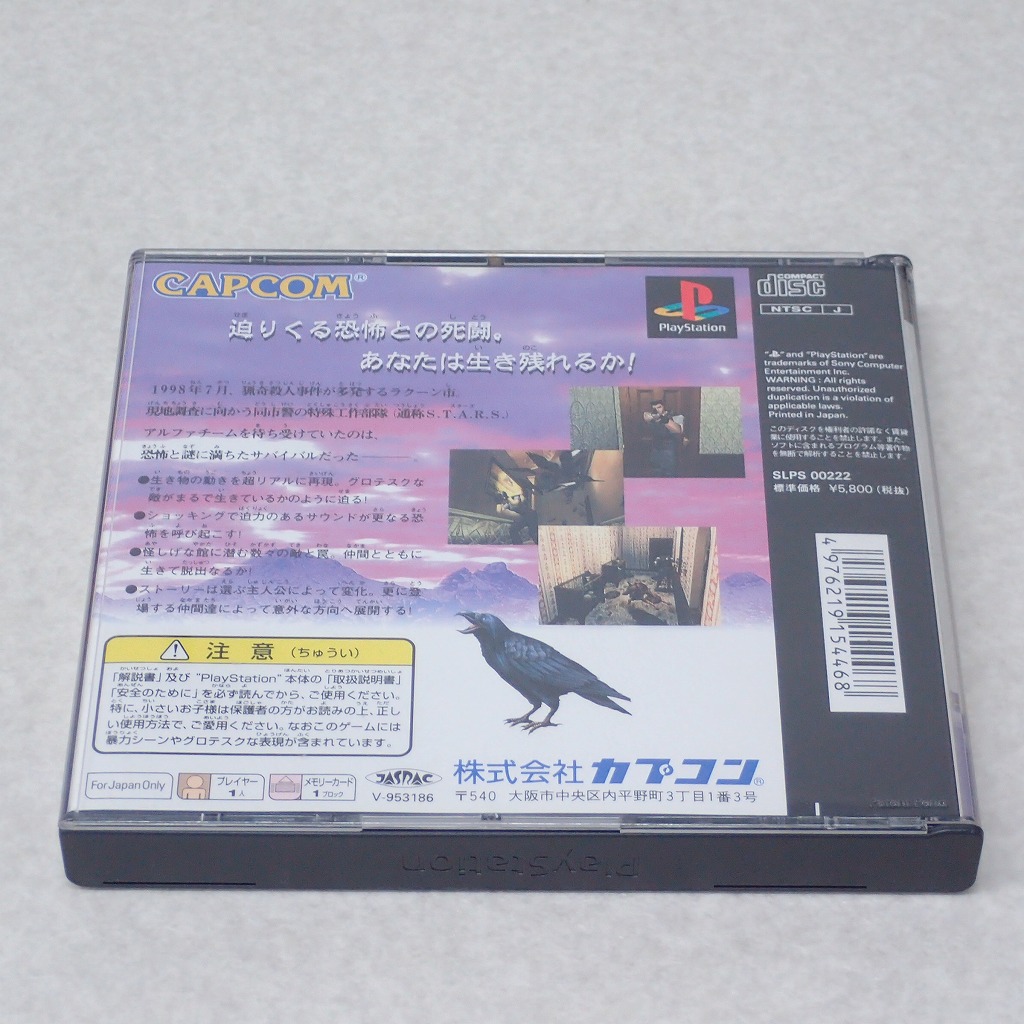 CAPCOM®
迫りくる恐怖との死闘。
あなたは生き残れるか!
1998年7月、猟奇殺人事件が多発するラクーン市。
現地調査に向かう同市警の特殊工作部隊(通称S.T.A.R.S.)
アルファチームを待ち受けていたのは、
恐怖と謎に満ちたサバイバルだった
●生き物の動きを超リアルに再現。グロテスクな
敵がまるで生きているかのように迫る!
●ショッキングで迫力のあるサウンドが更なる恐
怖を呼び起こす!
●怪しげな館に潜む数々の敵と罠。仲間とともに
生きて脱出なるか!
●ストーリーは選ぶ主人公によって変化。更に登
場する仲間達によって意外な方向へ展開する!
注意(ちゅうい)
「解説書」及び"PlayStation"本体の「取扱説明書」
「安全のために」を必ず読んでから、ご使用ください。
特に、小さいお子様は保護者の方がお読みの上、正し
い使用方法で、ご愛用ください。なおこのゲームには
暴力シーンやグロテスクな表現が含まれています。
For Japan Only
プレイヤー
1人
メモリーカード
1ブロック
JASRAC
V-953186
株式会社カプコン®
〒540 大阪市中央区内平野町3丁目1番3号
PlayStation
COMPACT
disc
NTSC J
"PS" and "PlayStation" are
trademarks of Sony Computer
Entertainment Inc.
WARNING : All rights
reserved. Unauthorized
duplication is a violation of
applicable laws.
Printed in Japan.
このディスクを権利者の許諾なく賃貸
業に使用することを禁止します。また、
ソフトに含まれるプログラム等著作物
を無断で解析することを禁止します。
SLPS 00222
標準価格 ¥5,800(税抜)
4976219154468
PlayStation